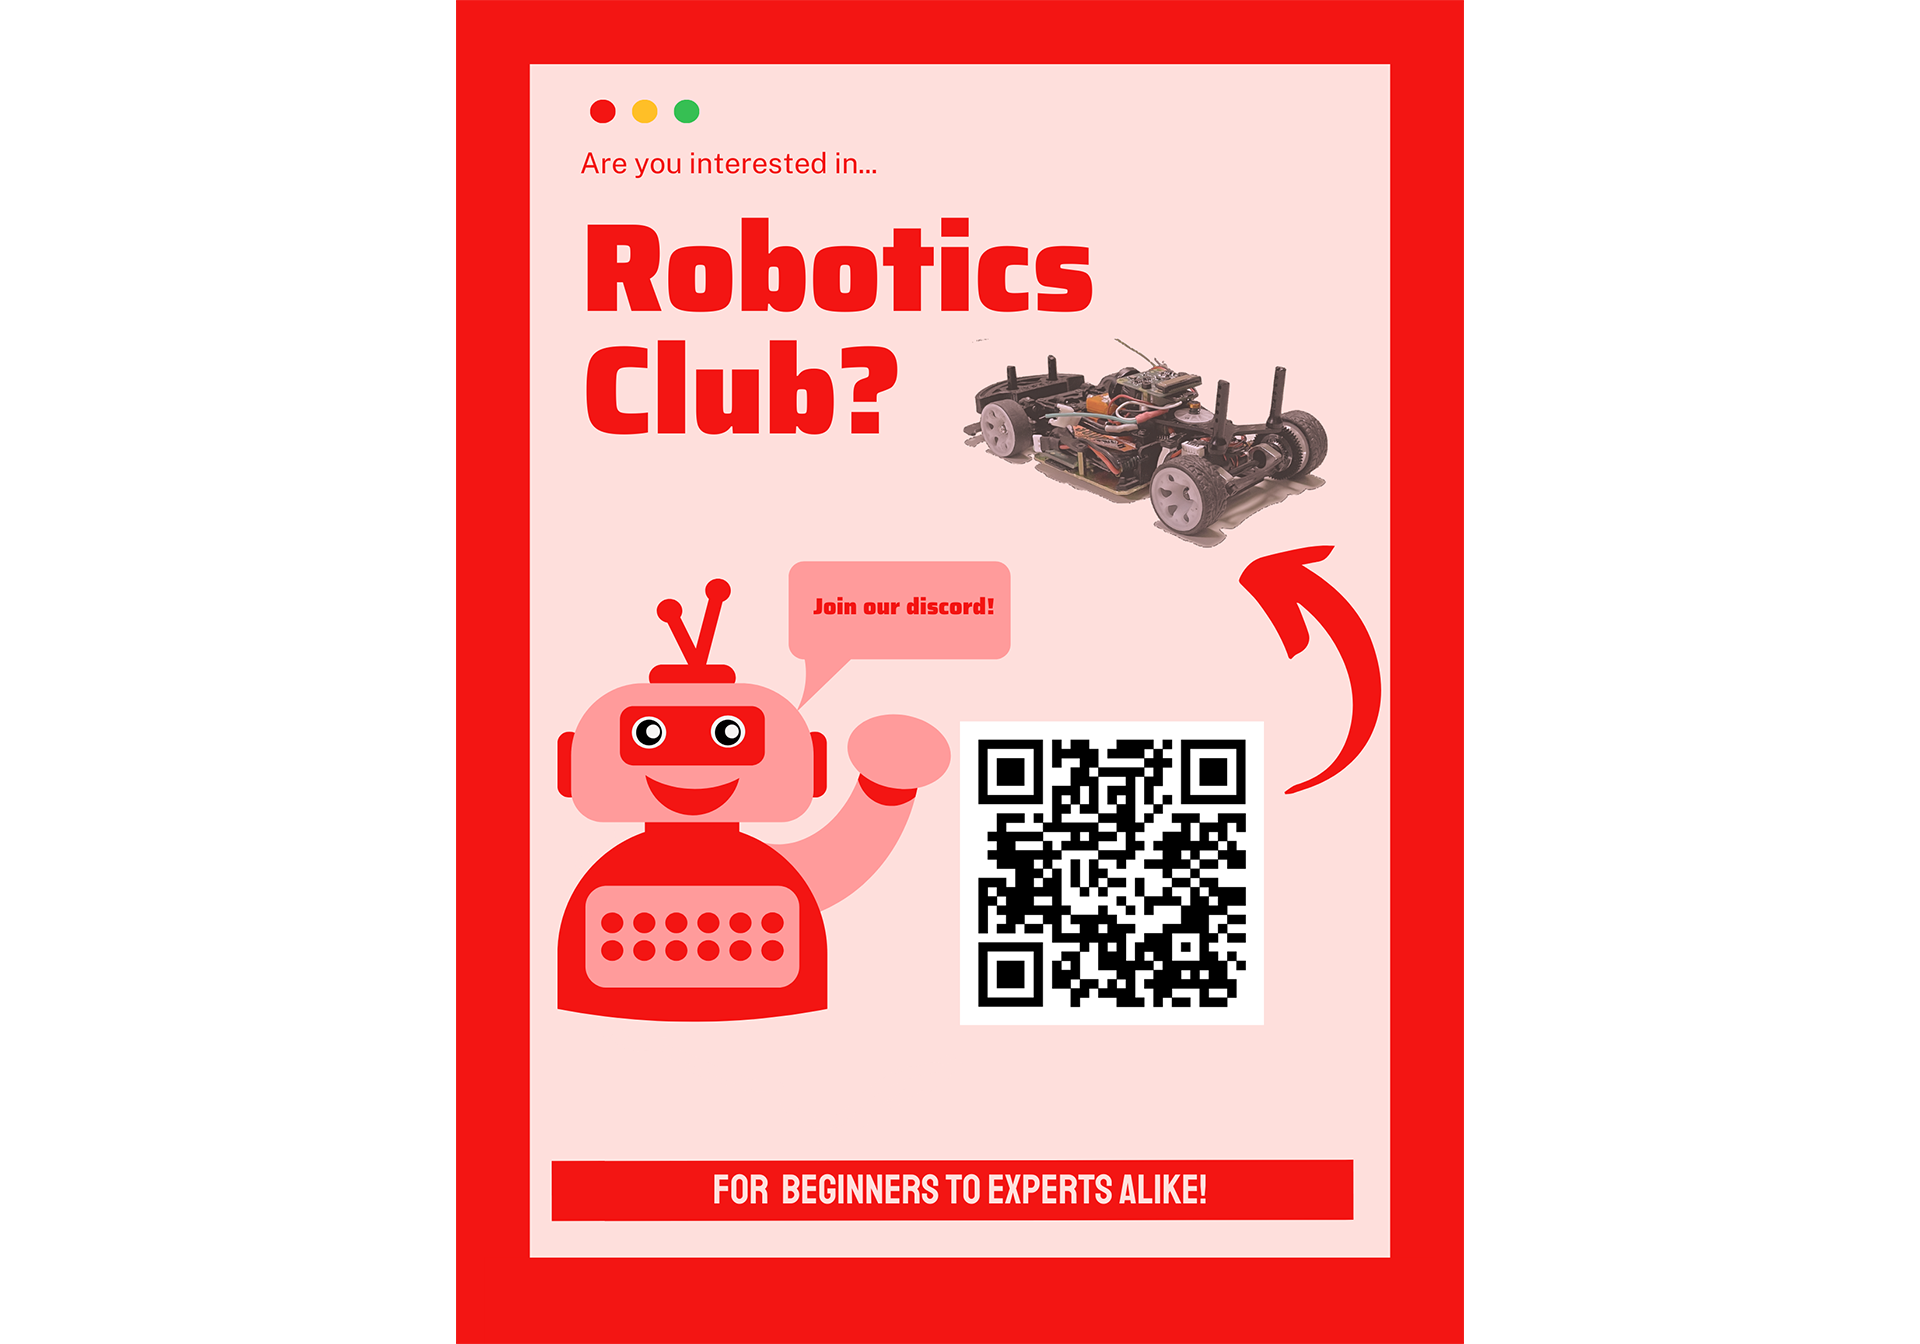 Are you interested in...
Robotics
Club?
Join our discord!
FOR BEGINNERS TO EXPERTS ALIKE!